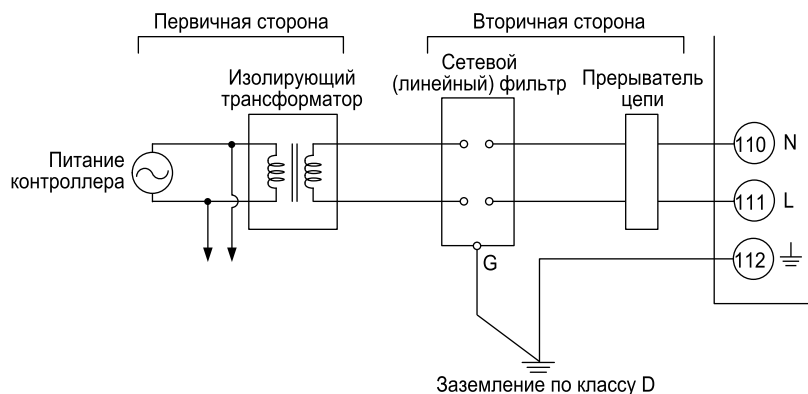 Первичная сторона
Вторичная сторона
Изолирующий
трансформатор
Сетевой
(линейный) фильтр
Прерыватель
цепи
Питание
контроллера
110 N
111 L
112
G
Заземление по классу D